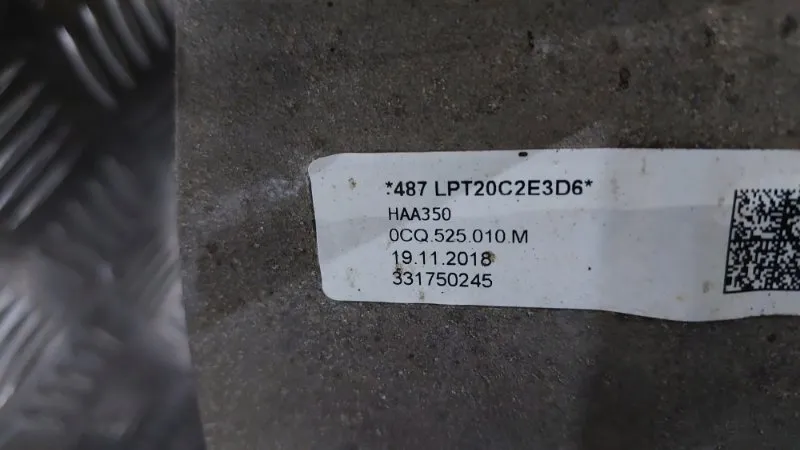 *487 LPT20C2E3D6*
HAA350
0CQ.525.010.M
19.11.2018
331750245